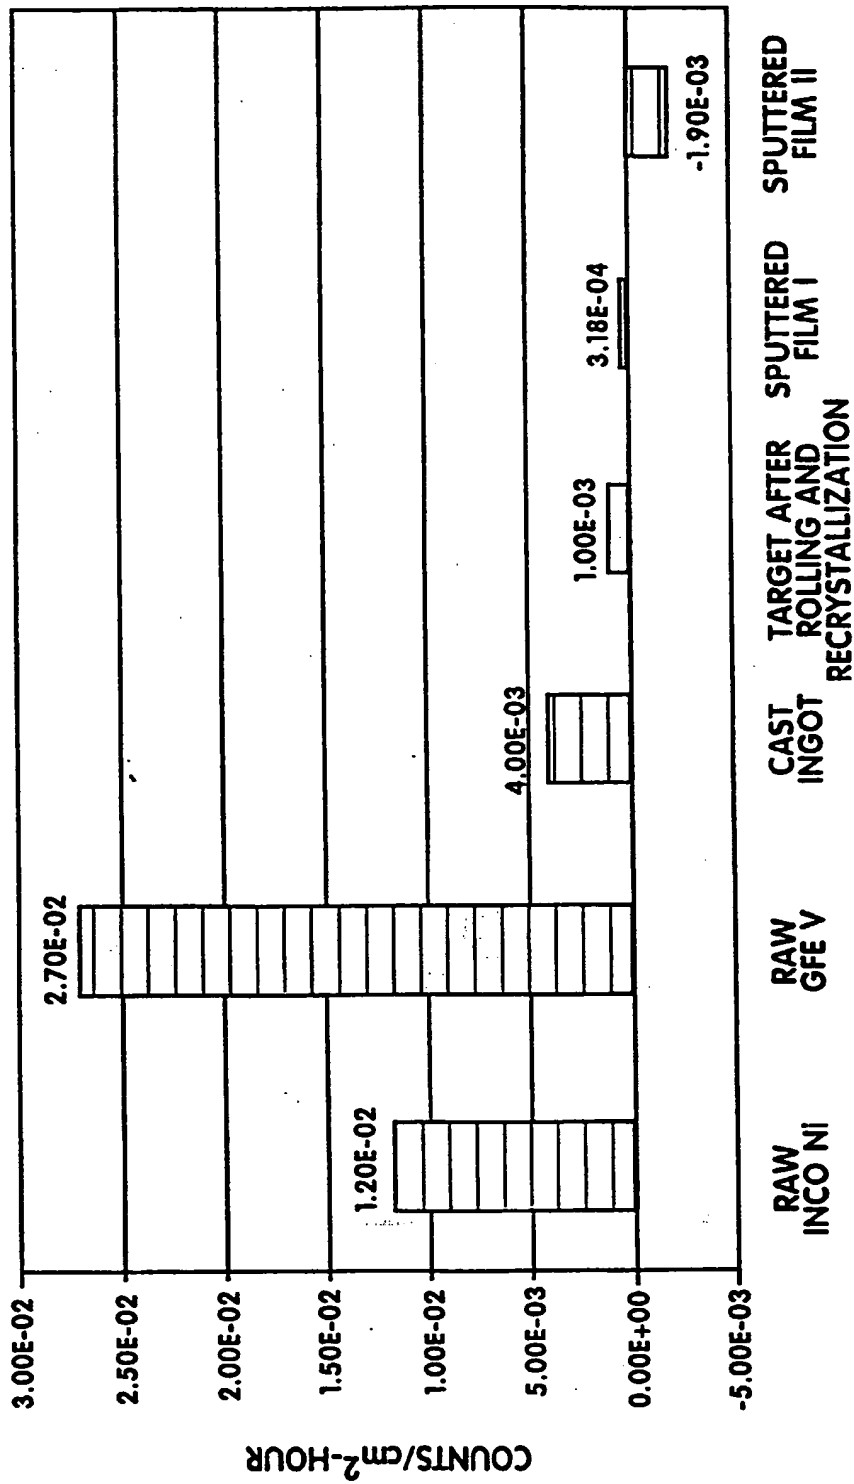 COUNTS/cm²-HOUR
3.00E-02
2.50E-02
2.00E-02
1.50E-02
1.00E-02
5.00E-03
0.00E+00
-5.00E-03
1.20E-02
2.70E-02
4.00E-03
1.00E-03
3.18E-04
-1.90E-03
RAW
INCO Ni
RAW
GFE V
CAST
INGOT
TARGET AFTER
ROLLING AND
RECRYSTALLIZATION
SPUTTERED
FILM I
SPUTTERED
FILM II